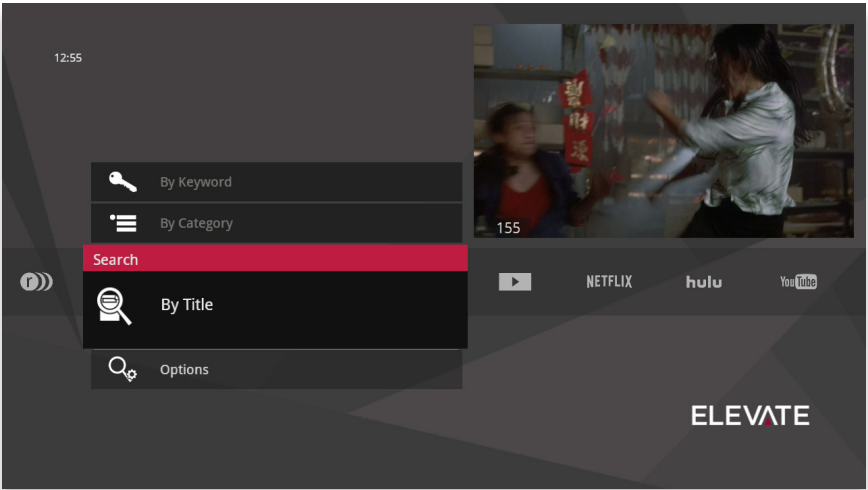 12:55
By Keyword
By Category
155
Search
r
NETFLIX
hulu
YouTube
By Title
Options
ELEVATE